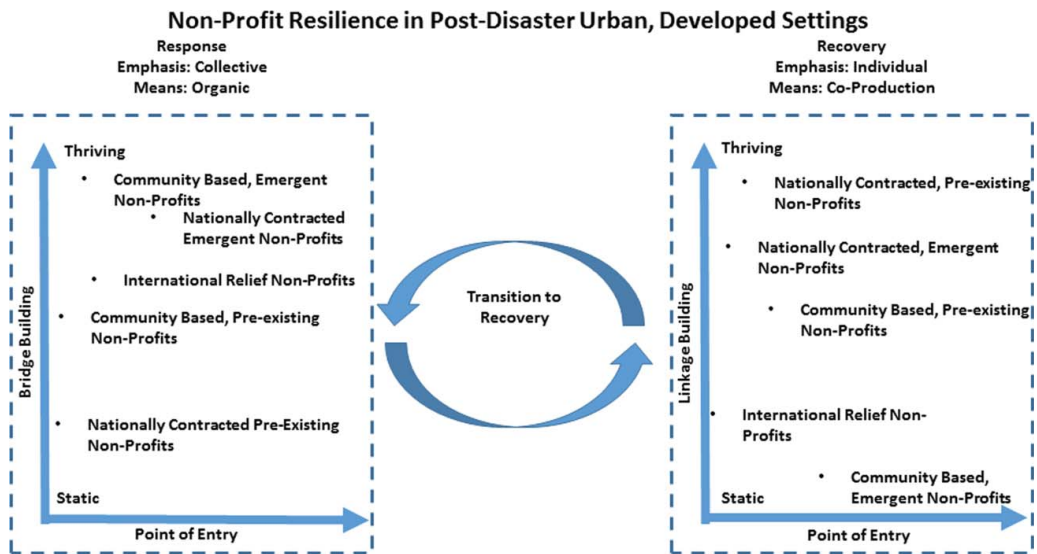 Non-Profit Resilience in Post-Disaster Urban, Developed Settings
Response
Emphasis: Collective
Means: Organic
Thriving
Community Based, Emergent
Non-Profits
Nationally Contracted
Emergent Non-Profits
International Relief Non-Profits
Community Based, Pre-existing
Non-Profits
Nationally Contracted Pre-Existing
Non-Profits
Static
Bridge Building
Point of Entry
Transition to
Recovery
Recovery
Emphasis: Individual
Means: Co-Production
Thriving
Nationally Contracted, Pre-existing
Non-Profits
Nationally Contracted, Emergent
Non-Profits
Community Based, Pre-existing
Non-Profits
International Relief Non-
Profits
Community Based,
Emergent Non-Profits
Static
Linkage Building
Point of Entry